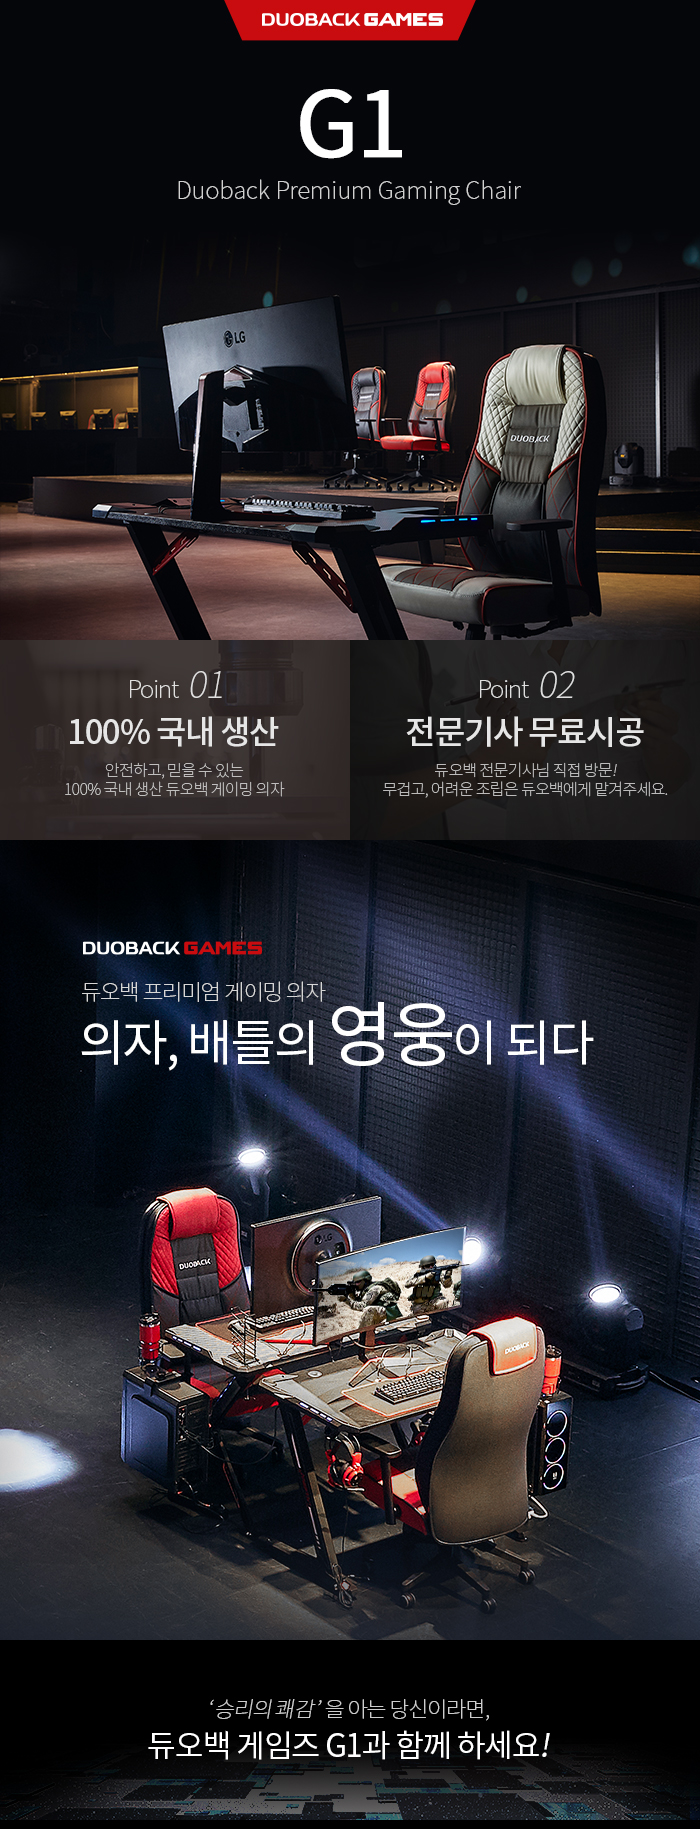 DUOBACK GAMES
G1
Duoback Premium Gaming Chair
LG
DUOBACK
Point 01
100% 국내 생산
안전하고, 믿을 수 있는
100% 국내 생산 듀오백 게이밍 의자
Point 02
전문기사 무료시공
듀오백 전문기사님 직접 방문!
무겁고, 어려운 조립은 듀오백에게 맡겨주세요.
DUOBACK GAMES
듀오백 프리미엄 게이밍 의자
의자, 배틀의 영웅이 되다
DUOBACK
LG
DUOBACK
‘승리의 쾌감’을 아는 당신이라면,
듀오백 게임즈 G1과 함께 하세요!